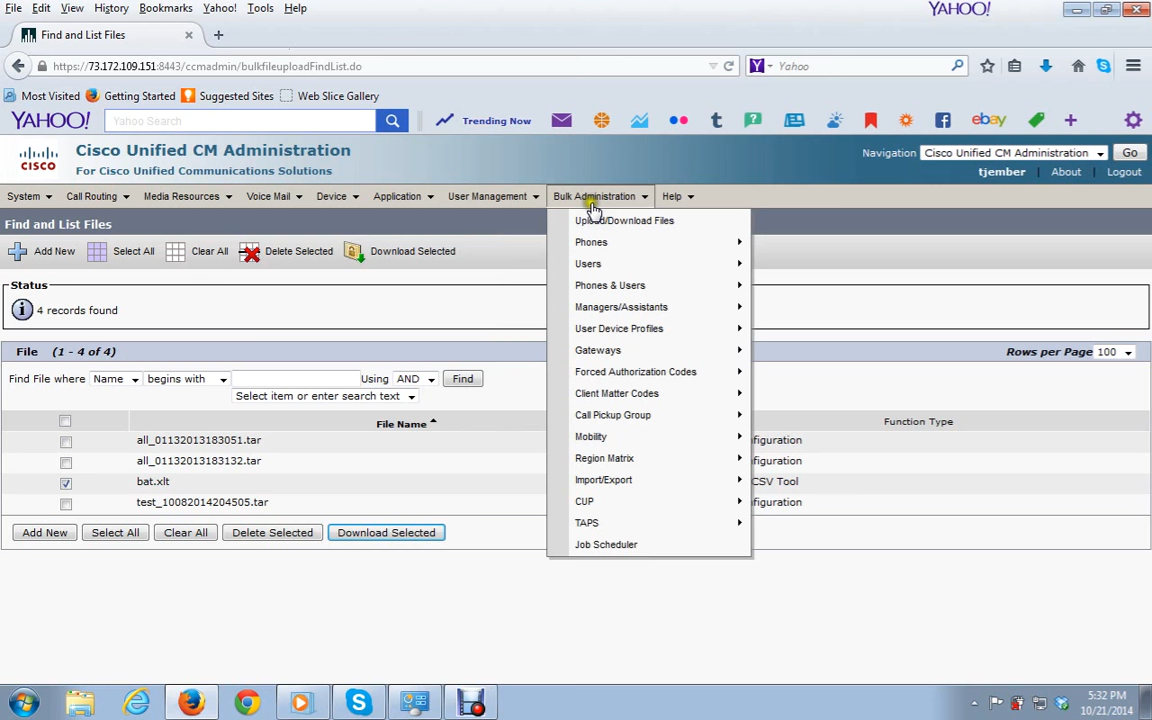 File Edit View History Bookmarks Yahoo! Tools Help
YAHOO!
Find and List Files
https://73.172.109.151:8443/ccmadmin/bulkfileuploadFindList.do
Yahoo
Most Visited Getting Started Suggested Sites Web Slice Gallery
YAHOO! Yahoo Search Trending Now ebay
CISCO
Cisco Unified CM Administration
For Cisco Unified Communications Solutions
Navigation Cisco Unified CM Administration Go
tjember | About | Logout
System Call Routing Media Resources Voice Mail Device Application User Management Bulk Administration Help
Find and List Files
Add New Select All Clear All Delete Selected Download Selected
Status
4 records found
File (1 - 4 of 4) Rows per Page 100
Find File where Name begins with Using AND Find
Select item or enter search text
File Name Function Type
all_01132013183051.tar figuration
all_01132013183132.tar figuration
bat.xlt CSV Tool
test_10082014204505.tar figuration
Add New Select All Clear All Delete Selected Download Selected
Upload/Download Files
Phones
Users
Phones & Users
Managers/Assistants
User Device Profiles
Gateways
Forced Authorization Codes
Client Matter Codes
Call Pickup Group
Mobility
Region Matrix
Import/Export
CUP
TAPS
Job Scheduler
5:32 PM
10/21/2014